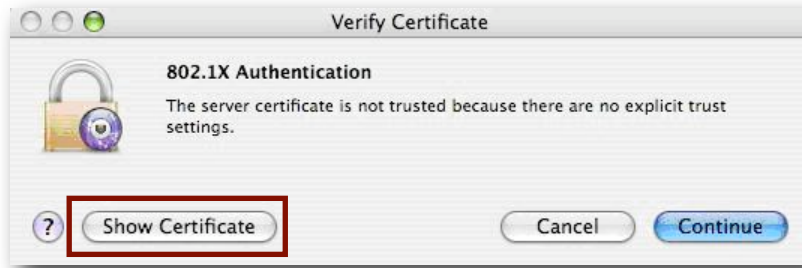 Verify Certificate
802.1X Authentication
The server certificate is not trusted because there are no explicit trust
settings.
? Show Certificate Cancel Continue